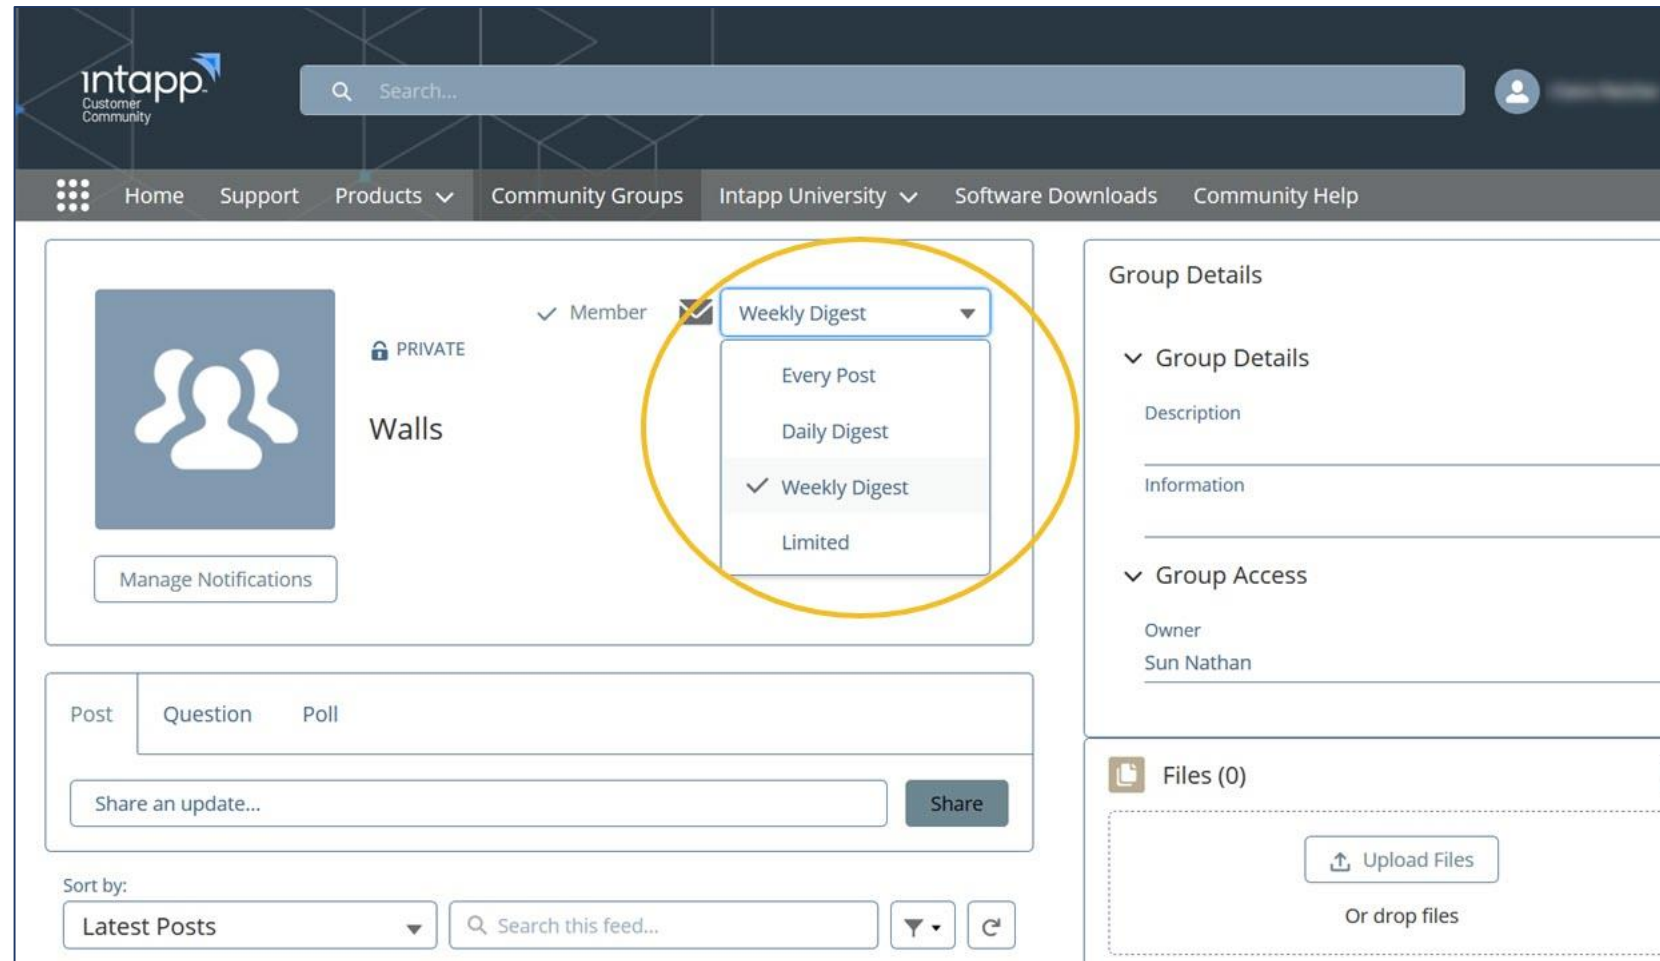 ıntapp
Customer
Community
Search...
Home Support Products Community Groups Intapp University Software Downloads Community Help
Member Weekly Digest
PRIVATE
Walls
Every Post
Daily Digest
Weekly Digest
Limited
Manage Notifications
Group Details
Group Details
Description
Information
Group Access
Owner
Sun Nathan
Post Question Poll
Share an update... Share
Sort by:
Latest Posts Search this feed...
Files (0)
Upload Files
Or drop files